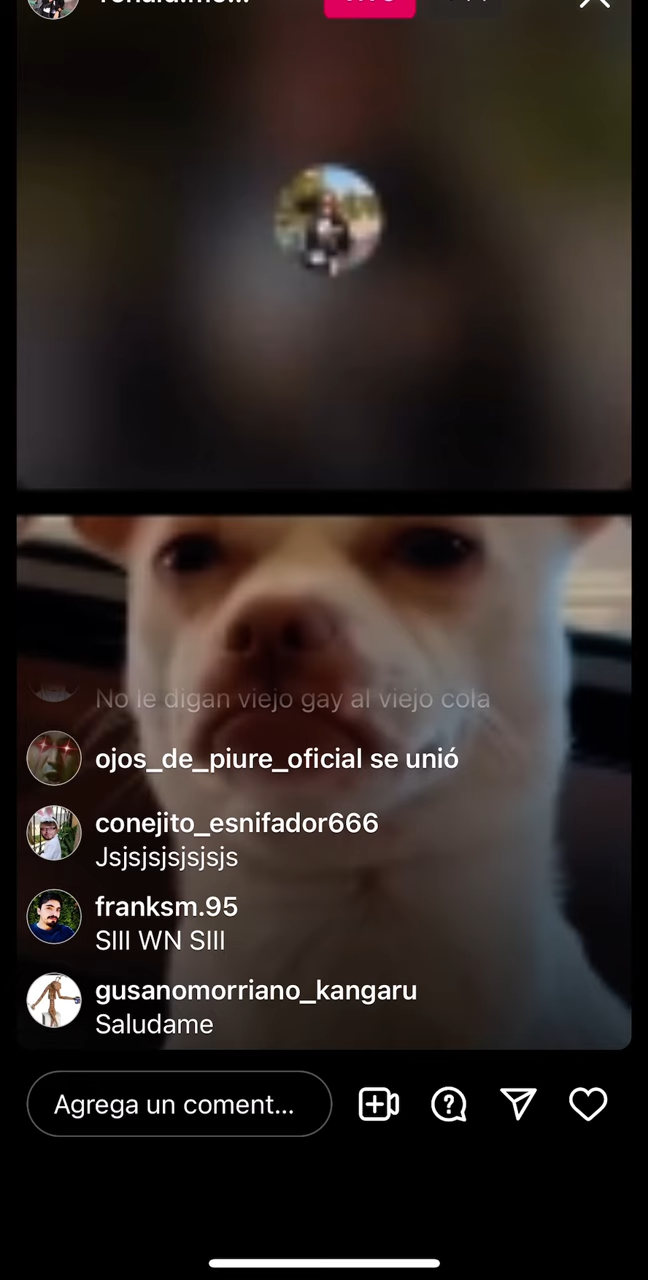 No le digan viejo gay al viejo cola
ojos_de_piure_oficial se unió
conejito_esnifador666
Jsjsjsjsjsjsjs
franksm.95
SIII WN SIII
gusanomorriano_kangaru
Saludame
Agrega un coment...